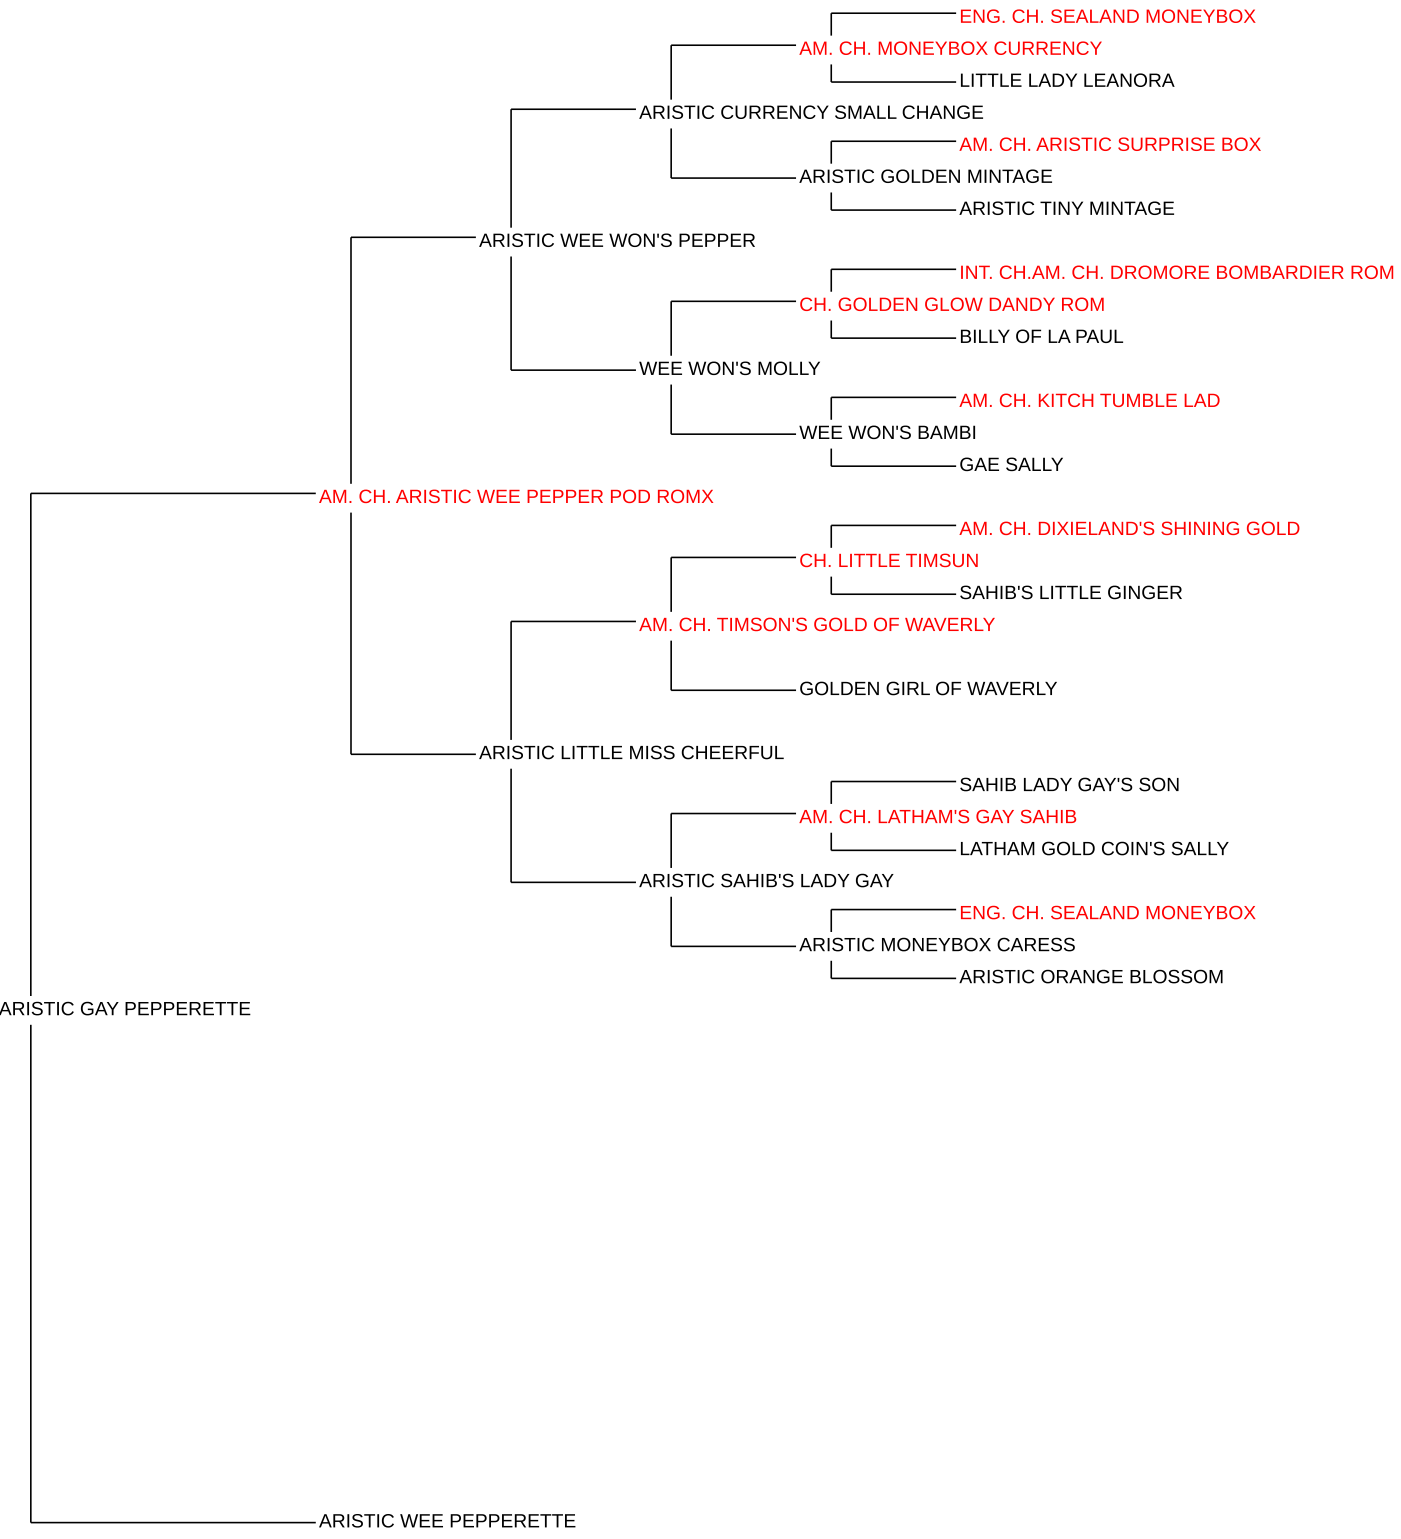 ENG. CH. SEALAND MONEYBOX
AM. CH. MONEYBOX CURRENCY
LITTLE LADY LEANORA
ARISTIC CURRENCY SMALL CHANGE
AM. CH. ARISTIC SURPRISE BOX
ARISTIC GOLDEN MINTAGE
ARISTIC TINY MINTAGE
ARISTIC WEE WON'S PEPPER
INT. CH.AM. CH. DROMORE BOMBARDIER ROM
CH. GOLDEN GLOW DANDY ROM
BILLY OF LA PAUL
WEE WON'S MOLLY
AM. CH. KITCH TUMBLE LAD
WEE WON'S BAMBI
GAE SALLY
AM. CH. ARISTIC WEE PEPPER POD ROMX
AM. CH. DIXIELAND'S SHINING GOLD
CH. LITTLE TIMSUN
SAHIB'S LITTLE GINGER
AM. CH. TIMSON'S GOLD OF WAVERLY
GOLDEN GIRL OF WAVERLY
ARISTIC LITTLE MISS CHEERFUL
SAHIB LADY GAY'S SON
AM. CH. LATHAM'S GAY SAHIB
LATHAM GOLD COIN'S SALLY
ARISTIC SAHIB'S LADY GAY
ENG. CH. SEALAND MONEYBOX
ARISTIC MONEYBOX CARESS
ARISTIC ORANGE BLOSSOM
ARISTIC GAY PEPPERETTE
ARISTIC WEE PEPPERETTE